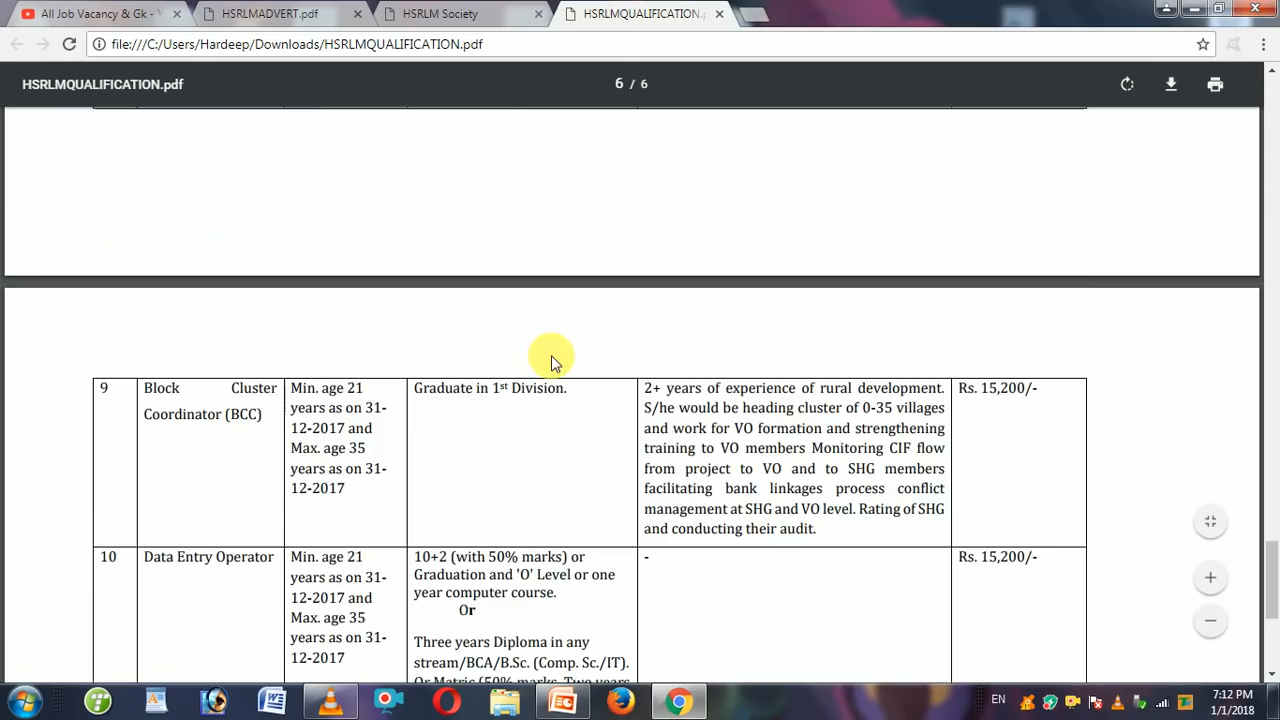 All Job Vacancy & Gk - Y
HSRLMADVERT.pdf
HSRLM Society
HSRLMQUALIFICATION.
file:///C:/Users/Hardeep/Downloads/HSRLMQUALIFICATION.pdf
HSRLMQUALIFICATION.pdf
6 / 6
9
Block Cluster
Coordinator (BCC)
Min. age 21
years as on 31-
12-2017 and
Max. age 35
years as on 31-
12-2017
Graduate in 1st Division.
2+ years of experience of rural development.
S/he would be heading cluster of 0-35 villages
and work for VO formation and strengthening
training to VO members Monitoring CIF flow
from project to VO and to SHG members
facilitating bank linkages process conflict
management at SHG and VO level. Rating of SHG
and conducting their audit.
Rs. 15,200/-
10
Data Entry Operator
Min. age 21
years as on 31-
12-2017 and
Max. age 35
years as on 31-
12-2017
10+2 (with 50% marks) or
Graduation and 'O' Level or one
year computer course.
Or
Three years Diploma in any
stream/BCA/B.Sc. (Comp. Sc./IT).
Or Matric (50% marks, Two years
-
Rs. 15,200/-
EN
7:12 PM
1/1/2018